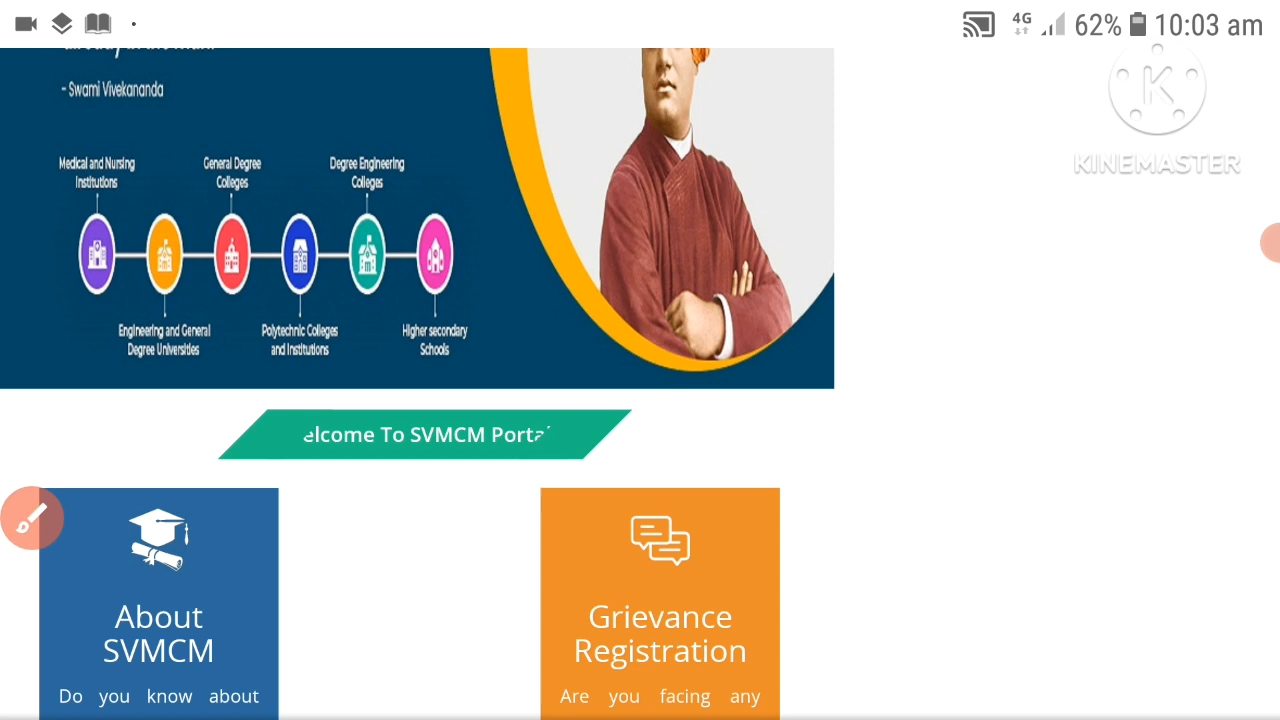 4G 62% 10:03 am
K
KINEMASTER
- Swami Vivekananda
Medical and Nursing
Institutions
General Degree
Colleges
Degree Engineering
Colleges
Engineering and General
Degree Universities
Polytechnic Colleges
and Institutions
Higher secondary
Schools
elcome To SVMCM Portal
About
SVMCM
Do you know about
Grievance
Registration
Are you facing any